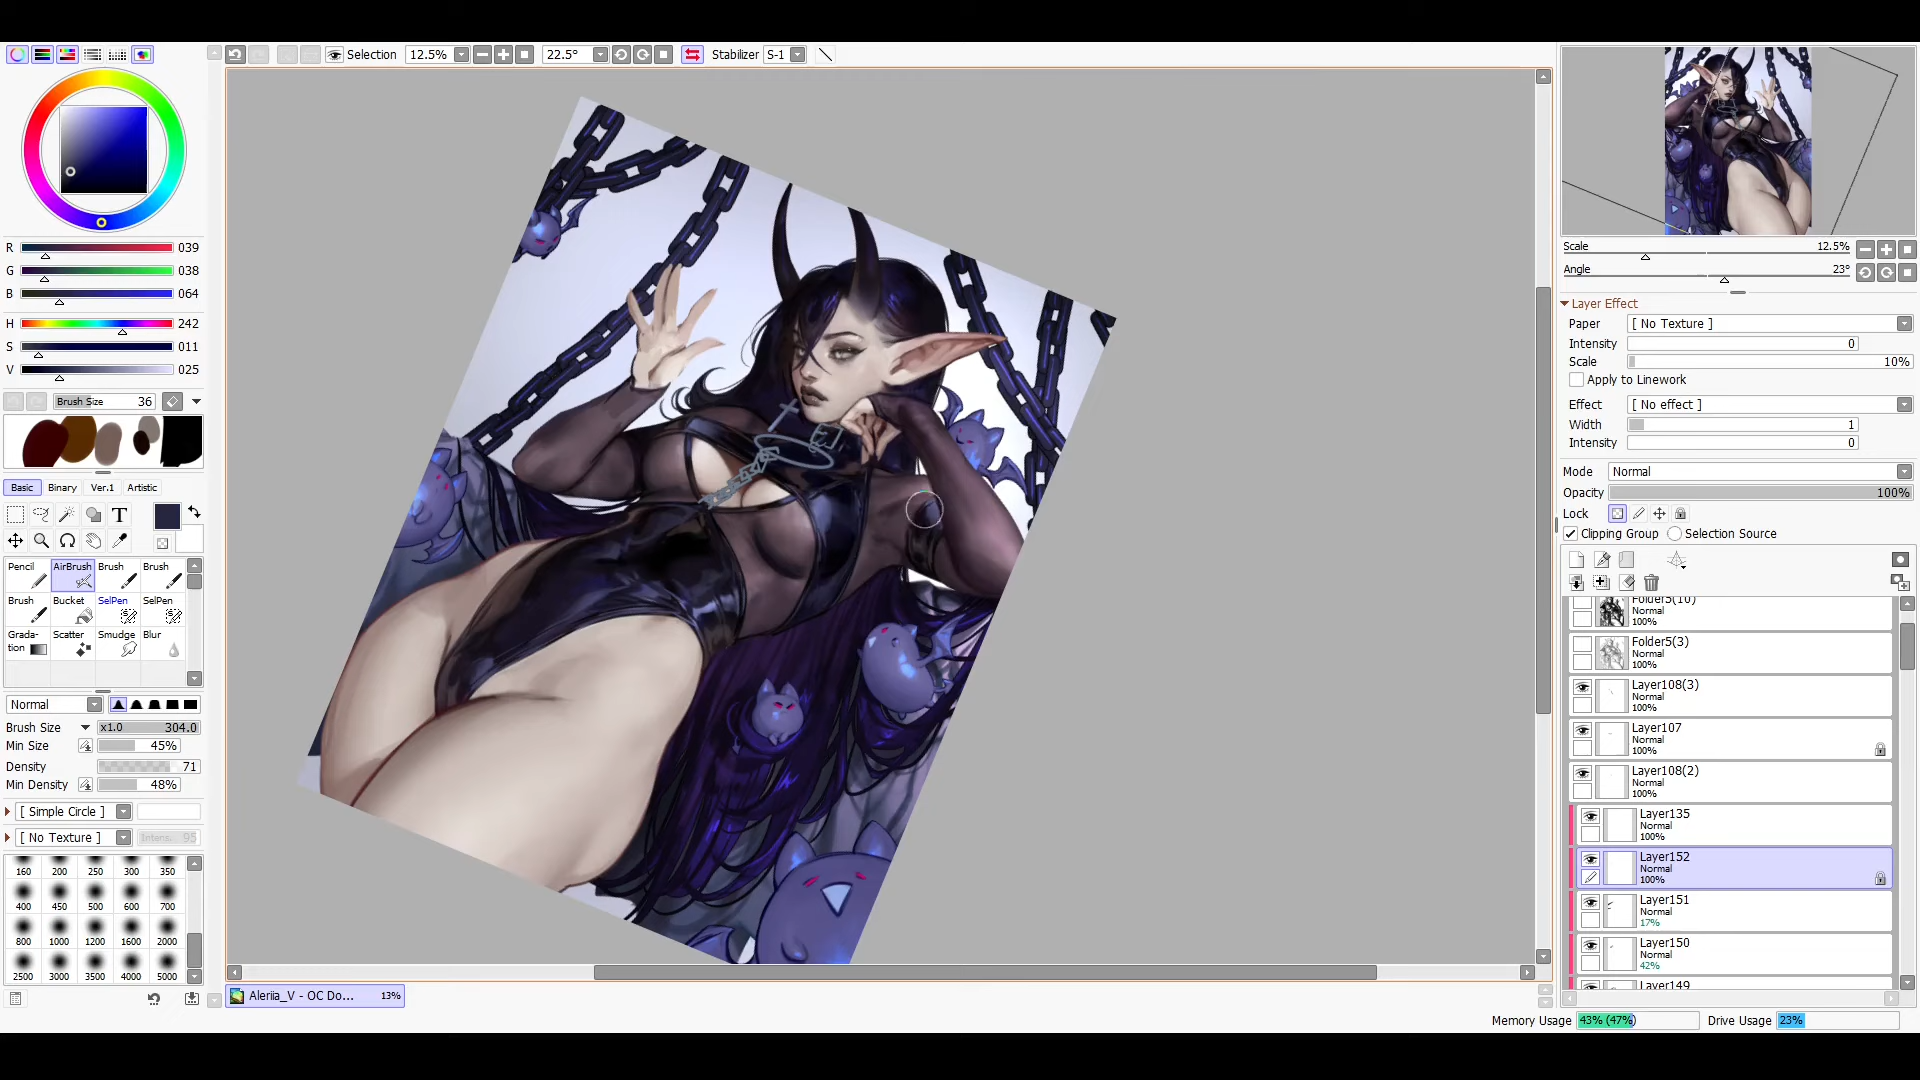 Selection 12.5% 22.5° Stabilizer S-1
R 039
G 038
B 064
H 242
S 011
V 025
Brush Size 36
Basic Binary Ver.1 Artistic
T
Pencil AirBrush Brush Brush
Brush Bucket SelPen SelPen
Grada-
tion Scatter Smudge Blur
Normal
Brush Size x1.0 304.0
Min Size 45%
Density 71
Min Density 48%
[ Simple Circle ]
[ No Texture ] 95
160 200 250 300 350
400 450 500 600 700
800 1000 1200 1600 2000
2500 3000 3500 4000 5000
Aleriia_V - OC Do... 13%
Scale 12.5%
Angle 23°
Layer Effect
Paper [ No Texture ]
Intensity 0
Scale 10%
Apply to Linework
Effect [ No effect ]
Width 1
Intensity 0
Mode Normal
Opacity 100%
Lock
Clipping Group Selection Source
Folder5(10)
Normal
100%
Folder5(3)
Normal
100%
Layer108(3)
Normal
100%
Layer107
Normal
100%
Layer108(2)
Normal
100%
Layer135
Normal
100%
Layer152
Normal
100%
Layer151
Normal
17%
Layer150
Normal
42%
Layer149
Memory Usage 43% (47%) Drive Usage 23%